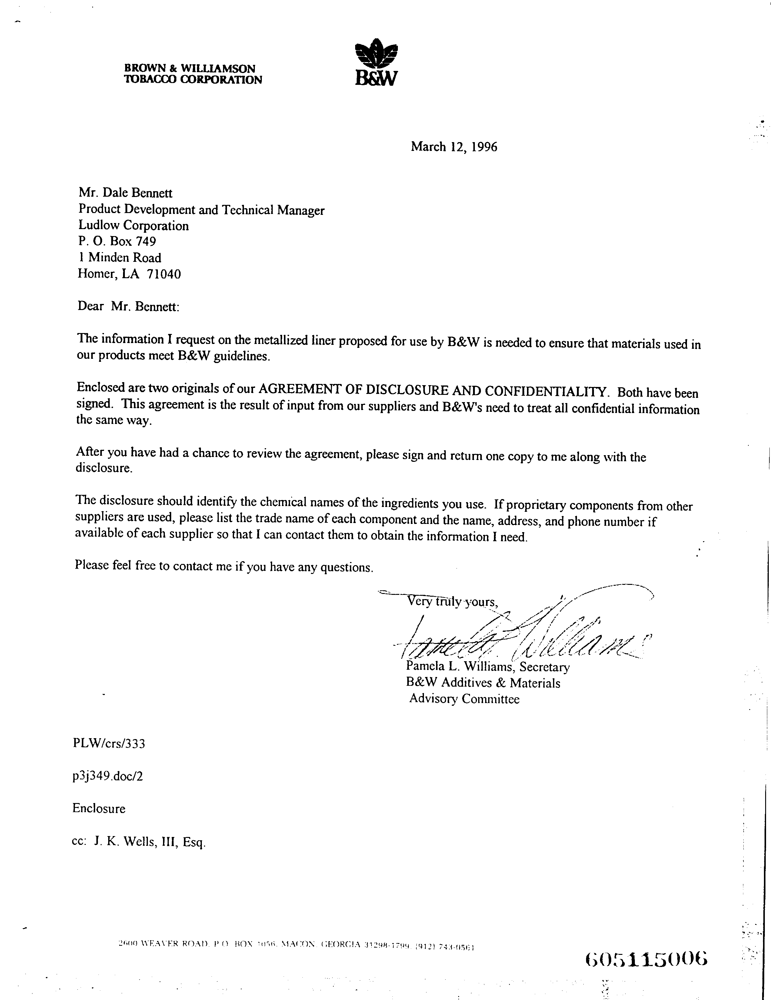 BROWN & WILLIAMSON
TOBACCO CORPORATION
B&W
March 12, 1996
Mr. Dale Bennett
Product Development and Technical Manager
Ludlow Corporation
P. O. Box 749
1 Minden Road
Homer, LA 71040
Dear Mr. Bennett:
The information I request on the metallized liner proposed for use by B&W is needed to ensure that materials used in
our products meet B&W guidelines.
Enclosed are two originals of our AGREEMENT OF DISCLOSURE AND CONFIDENTIALITY. Both have been
signed. This agreement is the result of input from our suppliers and B&W's need to treat all confidential information
the same way.
After you have had a chance to review the agreement, please sign and return one copy to me along with the
disclosure.
The disclosure should identify the chemical names of the ingredients you use. If proprietary components from other
suppliers are used, please list the trade name of each component and the name, address, and phone number if
available of each supplier so that I can contact them to obtain the information I need.
Please feel free to contact me if you have any questions.
Very truly yours,
Pamela L. Williams
Pamela L. Williams, Secretary
B&W Additives & Materials
Advisory Committee
PLW/crs/333
p3j349.doc/2
Enclosure
cc: J. K. Wells, III, Esq.
2600 WEAVER ROAD, P.O. BOX MACON, GEORGIA 31298-1799 (912) 743-0561
605115006